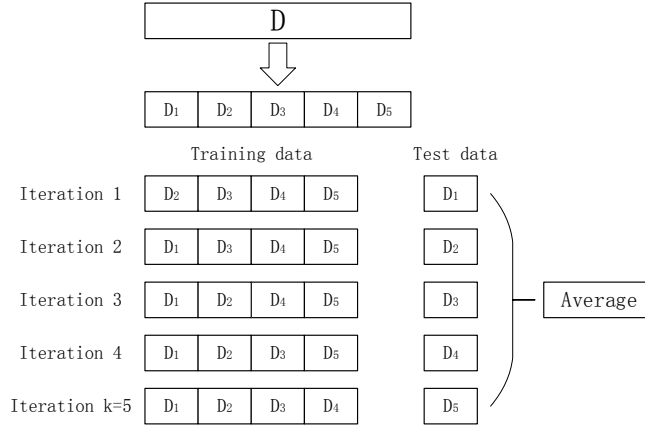 D
D₁ D₂ D₃ D₄ D₅
Training data Test data
Iteration 1 D₂ D₃ D₄ D₅ D₁
Iteration 2 D₁ D₃ D₄ D₅ D₂
Iteration 3 D₁ D₂ D₄ D₅ D₃
Average
Iteration 4 D₁ D₂ D₃ D₅ D₄
Iteration k=5 D₁ D₂ D₃ D₄ D₅